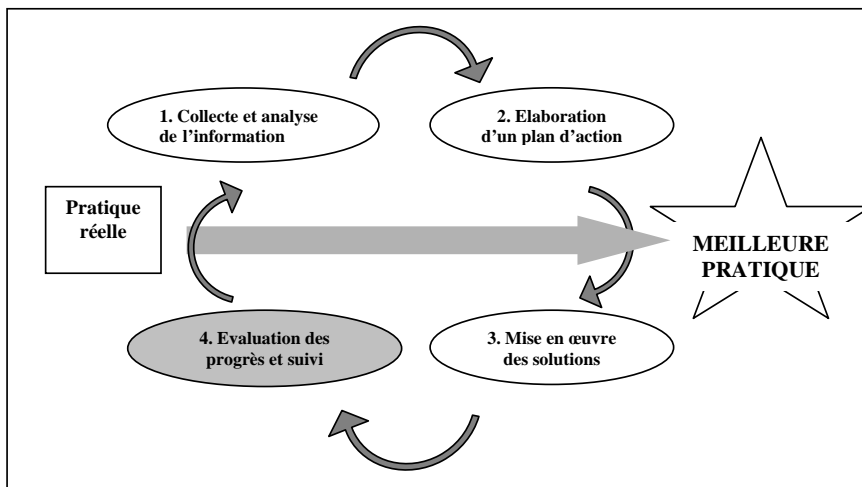 1. Collecte et analyse
de l’information
2. Elaboration
d’un plan d’action
Pratique
réelle
MEILLEURE
PRATIQUE
4. Evaluation des
progrès et suivi
3. Mise en œuvre
des solutions